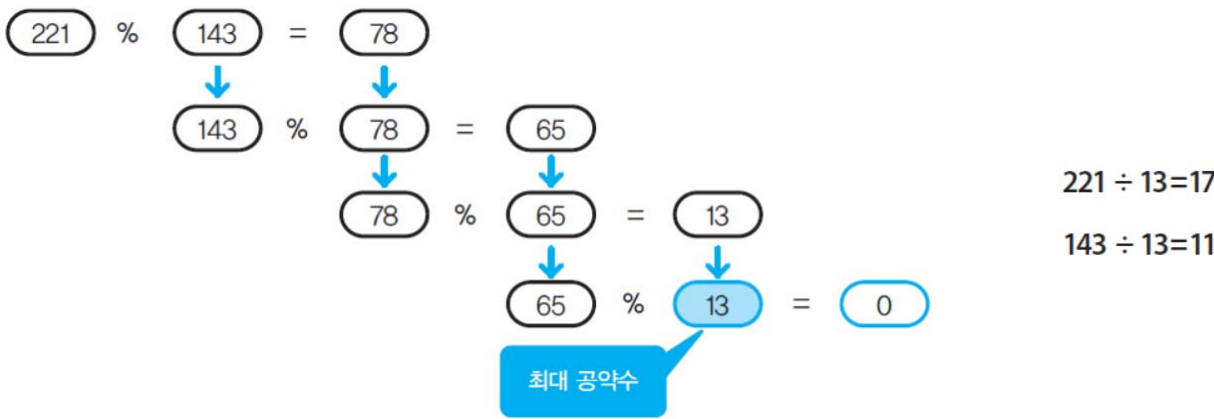 221 % 143 = 78
143 % 78 = 65
78 % 65 = 13
65 % 13 = 0
최대 공약수
221 ÷ 13=17
143 ÷ 13=11